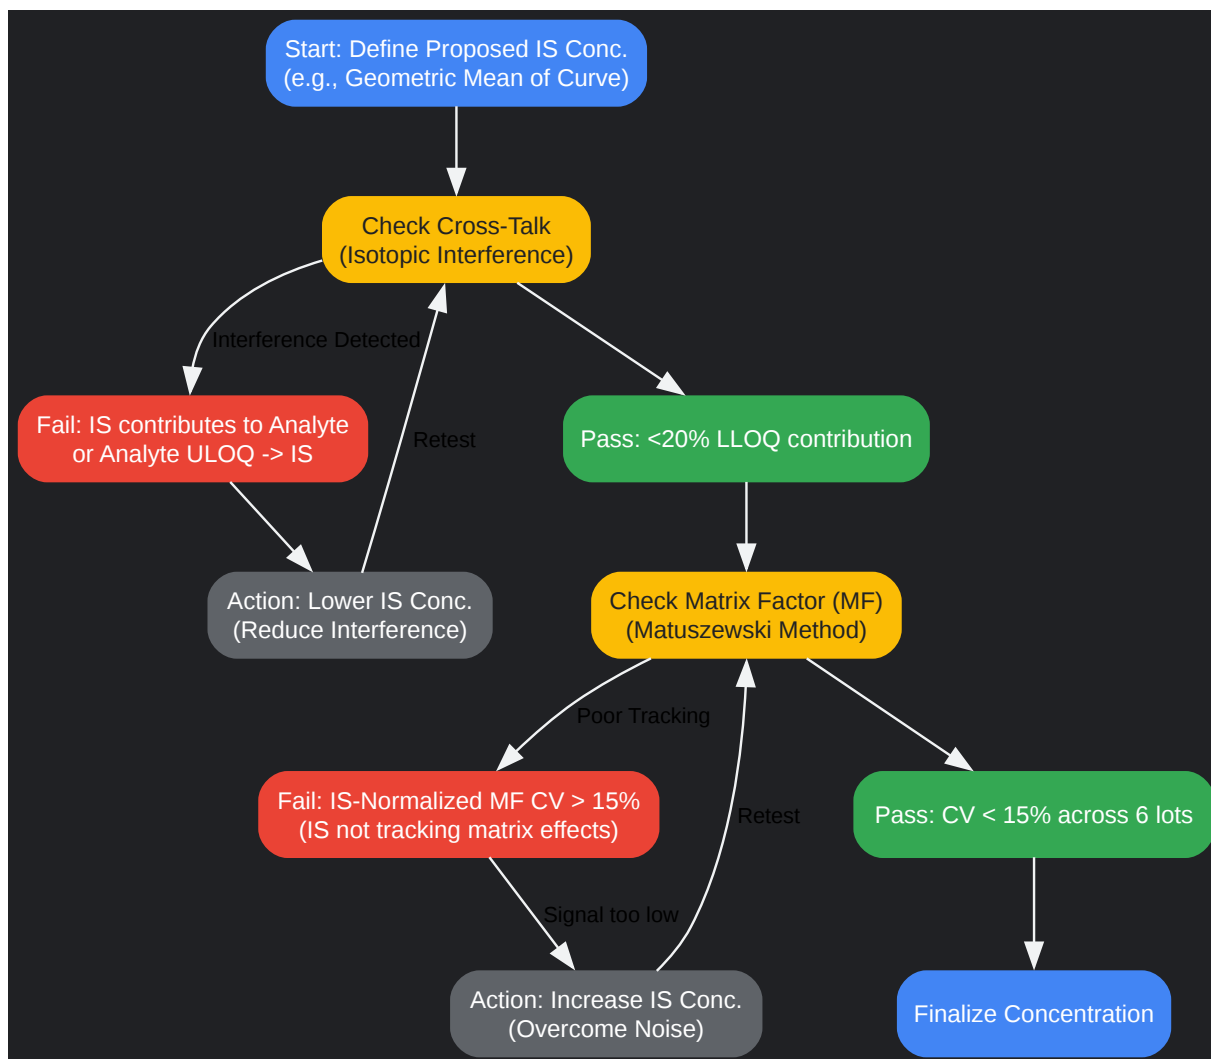 Start: Define Proposed IS Conc.
(e.g., Geometric Mean of Curve)
Check Cross-Talk
(Isotopic Interference)
Interference Detected
Fail: IS contributes to Analyte
or Analyte ULOQ -> IS
Retest
Pass: <20% LLOQ contribution
Action: Lower IS Conc.
(Reduce Interference)
Check Matrix Factor (MF)
(Matuszewski Method)
Poor Tracking
Fail: IS-Normalized MF CV > 15%
(IS not tracking matrix effects)
Retest
Pass: CV < 15% across 6 lots
Signal too low
Action: Increase IS Conc.
(Overcome Noise)
Finalize Concentration